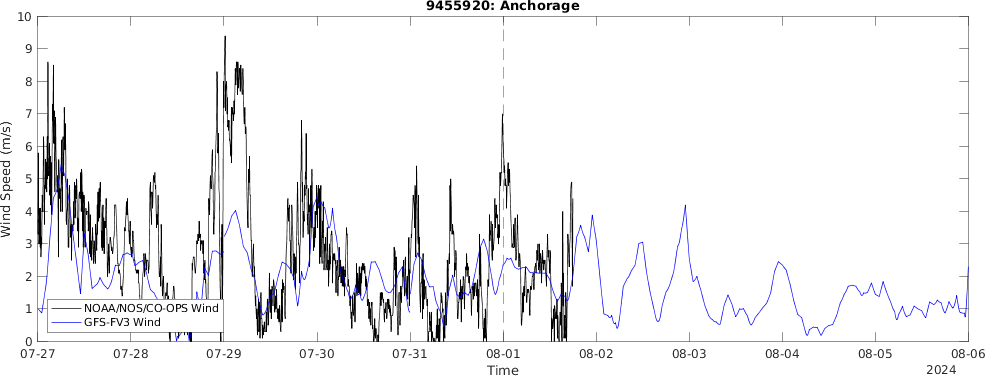 9455920: Anchorage
10
9
8
7
6
5
4
3
2
1
0
Wind Speed (m/s)
NOAA/NOS/CO-OPS Wind
GFS-FV3 Wind
07-27 07-28 07-29 07-30 07-31 08-01 08-02 08-03 08-04 08-05 08-06
Time
2024